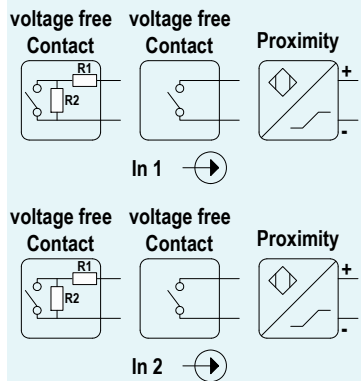 voltage free voltage free
Contact Contact Proximity
R1
R2
+
-
In 1
voltage free voltage free
Contact Contact Proximity
R1
R2
+
-
In 2